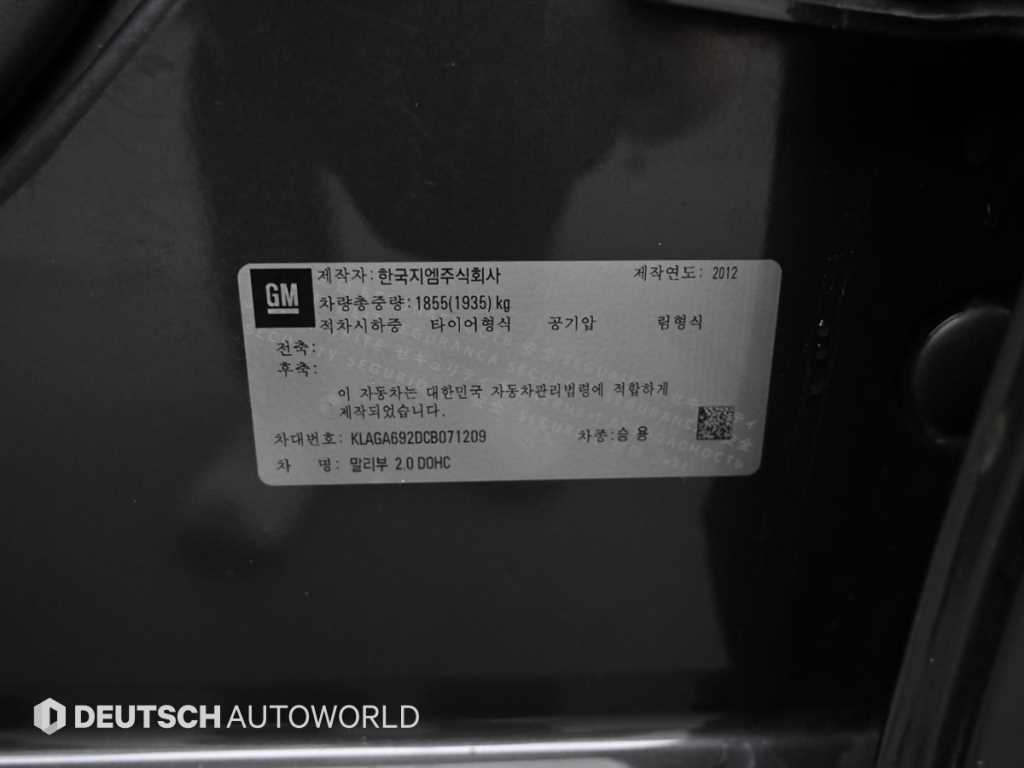 GM
제작자: 한국지엠주식회사 제작연도: 2012
차량총중량: 1855(1935) kg
적차시하중 타이어형식 공기압 림형식
전축:
후축:
이 자동차는 대한민국 자동차관리법령에 적합하게
제작되었습니다.
차대번호: KLAGA692DCB071209 차종: 승용
차 명: 말리부 2.0 DOHC
DEUTSCH AUTOWORLD